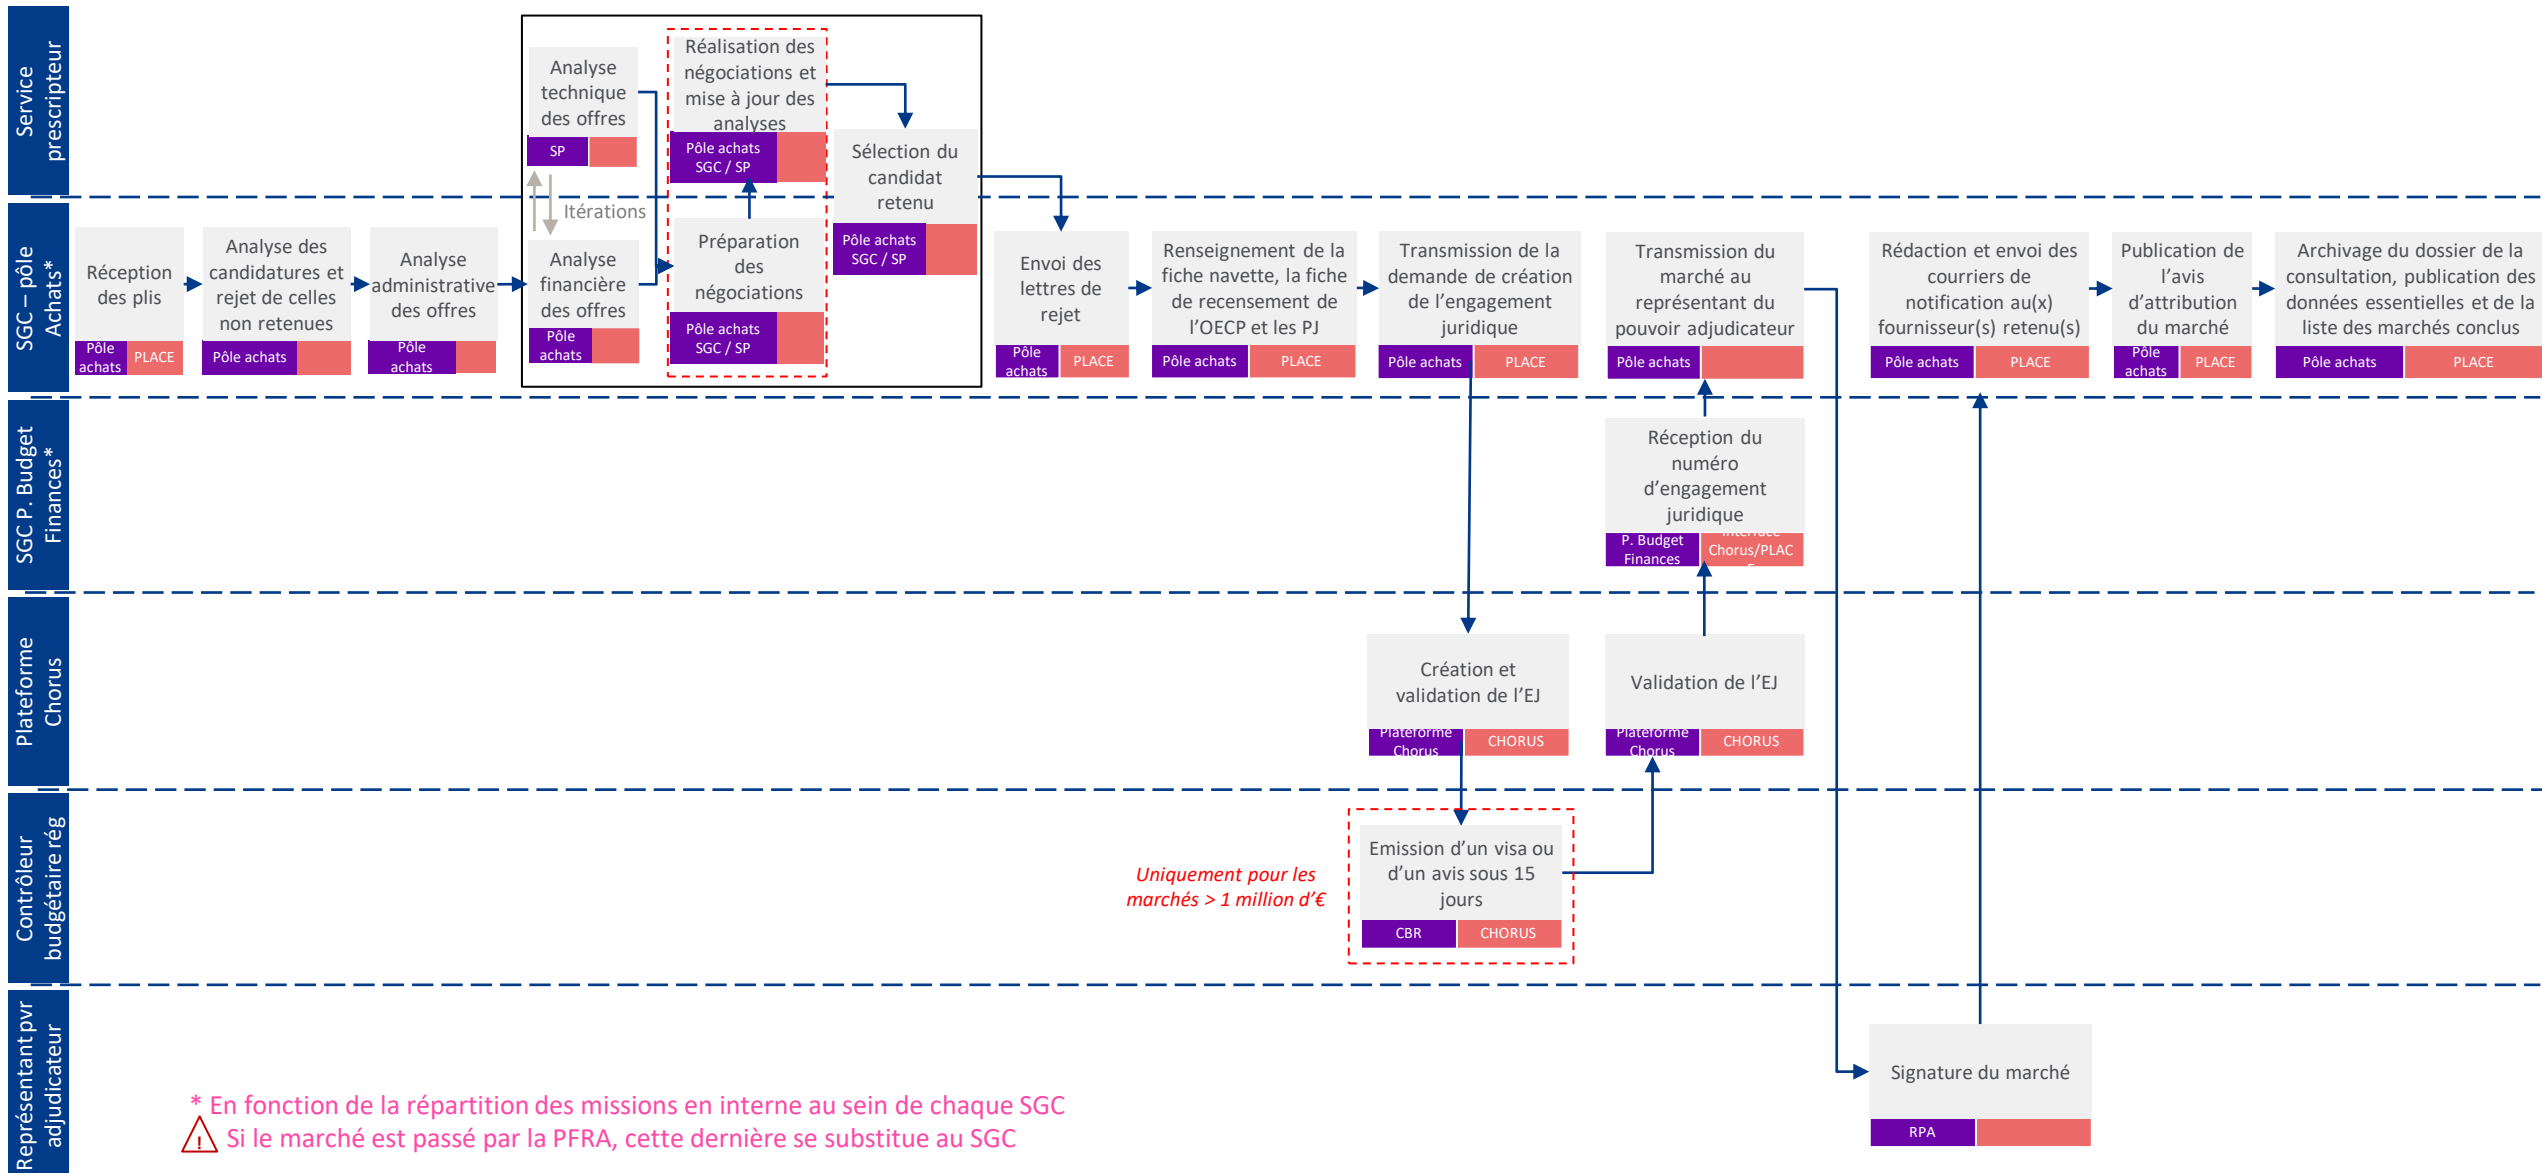 Service
prescripteur
Analyse
technique
des offres
SP
Réalisation des
négociations et
mise à jour des
analyses
Pôle achats
SGC / SP
Sélection du
candidat
retenu
Pôle achats
SGC / SP
Itérations
SGC – pôle
Achats*
Réception
des plis
Pôle
achats
PLACE
Analyse des
candidatures et
rejet de celles
non retenues
Pôle achats
Analyse
administrative
des offres
Pôle
achats
Analyse
financière
des offres
Pôle
achats
Préparation
des
négociations
Pôle achats
SGC / SP
Envoi des
lettres de
rejet
Pôle
achats
PLACE
Renseignement de la
fiche navette, la fiche
de recensement de
l’OECP et les PJ
Pôle achats
PLACE
Transmission de la
demande de création
de l’engagement
juridique
Pôle achats
PLACE
Transmission du
marché au
représentant du
pouvoir adjudicateur
Pôle achats
Rédaction et envoi des
courriers de
notification au(x)
fournisseur(s) retenu(s)
Pôle achats
PLACE
Publication de
l’avis
d’attribution
du marché
Pôle
achats
PLACE
Archivage du dossier de la
consultation, publication des
données essentielles et de la
liste des marchés conclus
Pôle achats
PLACE
SGC P. Budget
Finances*
Réception du
numéro
d’engagement
juridique
P. Budget
Finances
Interface
Chorus/PLAC
E
Plateforme
Chorus
Création et
validation de l’EJ
Plateforme
Chorus
CHORUS
Validation de l’EJ
Plateforme
Chorus
CHORUS
Contrôleur
budgétaire rég
Uniquement pour les
marchés > 1 million d’€
Emission d’un visa ou
d’un avis sous 15
jours
CBR
CHORUS
Représentant pvr
adjudicateur
Signature du marché
RPA
* En fonction de la répartition des missions en interne au sein de chaque SGC
! Si le marché est passé par la PFRA, cette dernière se substitue au SGC